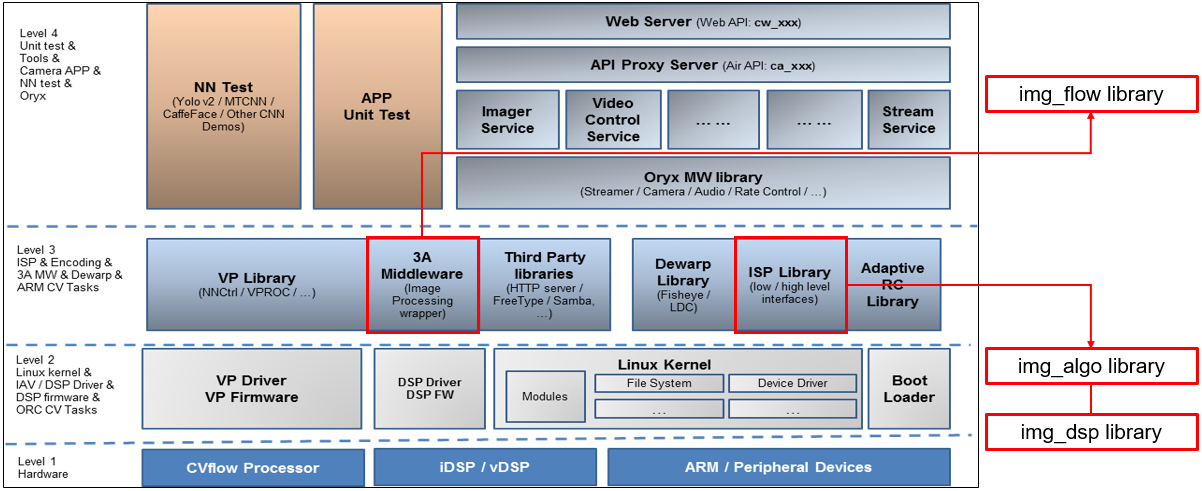 Level 4
Unit test &
Tools &
Camera APP &
NN test &
Oryx
NN Test
(Yolo v2 / MTCNN /
CaffeFace / Other CNN
Demos)
APP
Unit Test
Web Server (Web API: cw_xxx)
API Proxy Server (Air API: ca_xxx)
Imager
Service
Video
Control
Service
... ...
... ...
Stream
Service
Oryx MW library
(Streamer / Camera / Audio / Rate Control / ...)
img_flow library
Level 3
ISP & Encoding &
3A MW & Dewarp &
ARM CV Tasks
VP Library
(NNCtrl / VPROC / ...)
3A
Middleware
(Image
Processing
wrapper)
Third Party
libraries
(HTTP server /
FreeType / Samba,
...)
Dewarp
Library
(Fisheye /
LDC)
ISP Library
(low / high level
interfaces)
Adaptive
RC
Library
Level 2
Linux kernel &
IAV / DSP Driver &
DSP firmware &
ORC CV Tasks
VP Driver
VP Firmware
DSP Driver
DSP FW
Linux Kernel
Modules
File System
Device Driver
...
...
Boot
Loader
img_algo library
img_dsp library
Level 1
Hardware
CVflow Processor
iDSP / vDSP
ARM / Peripheral Devices